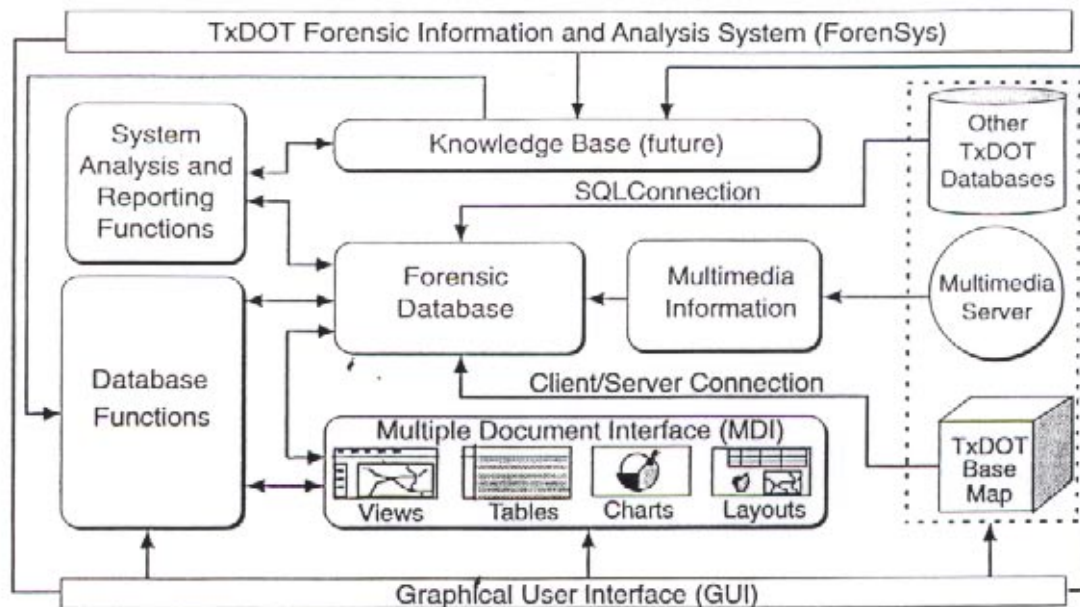 TxDOT Forensic Information and Analysis System (ForenSys)
System
Analysis and
Reporting
Functions
Knowledge Base (future)
Other
TxDOT
Databases
SQLConnection
Forensic
Database
Multimedia
Information
Multimedia
Server
Database
Functions
Client/Server Connection
Multiple Document Interface (MDI)
Views
Tables
Charts
Layouts
TxDOT
Base
Map
Graphical User Interface (GUI)